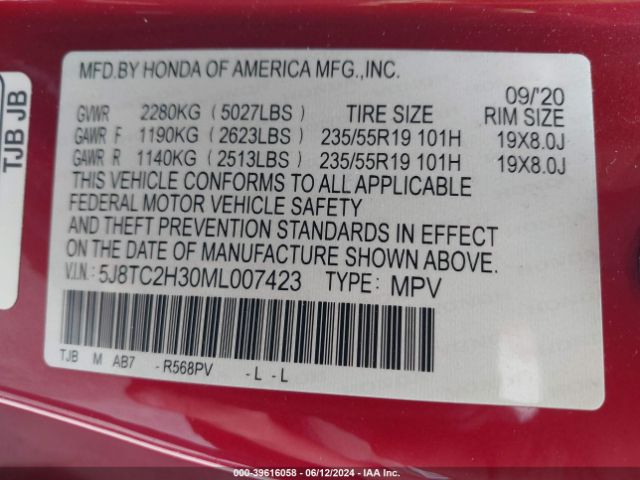 MFD.BY HONDA OF AMERICA MFG.,INC.
09/'20
GVWR 2280KG (5027LBS) TIRE SIZE RIM SIZE
GAWR F 1190KG (2623LBS) 235/55R19 101H 19X8.0J
GAWR R 1140KG (2513LBS) 235/55R19 101H 19X8.0J
THIS VEHICLE CONFORMS TO ALL APPLICABLE
FEDERAL MOTOR VEHICLE SAFETY
AND THEFT PREVENTION STANDARDS IN EFFECT
ON THE DATE OF MANUFACTURE SHOWN ABOVE.
V.I.N: 5J8TC2H30ML007423 TYPE: MPV
TJB M AB7 -R568PV -L -L
TJB JB
IAA 39616058 - 06/12/2024 - IAAI.com